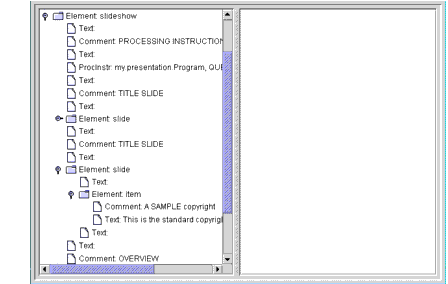 Element: slideshow
Text:
Comment: PROCESSING INSTRUCTION
Text:
ProcInstr: my.presentation.Program, QUE
Text:
Comment: TITLE SLIDE
Text:
Element: slide
Text:
Comment: TITLE SLIDE
Text:
Element: slide
Text:
Element: item
Comment: A SAMPLE copyright
Text: This is the standard copyrigl
Text:
Text:
Comment: OVERVIEW